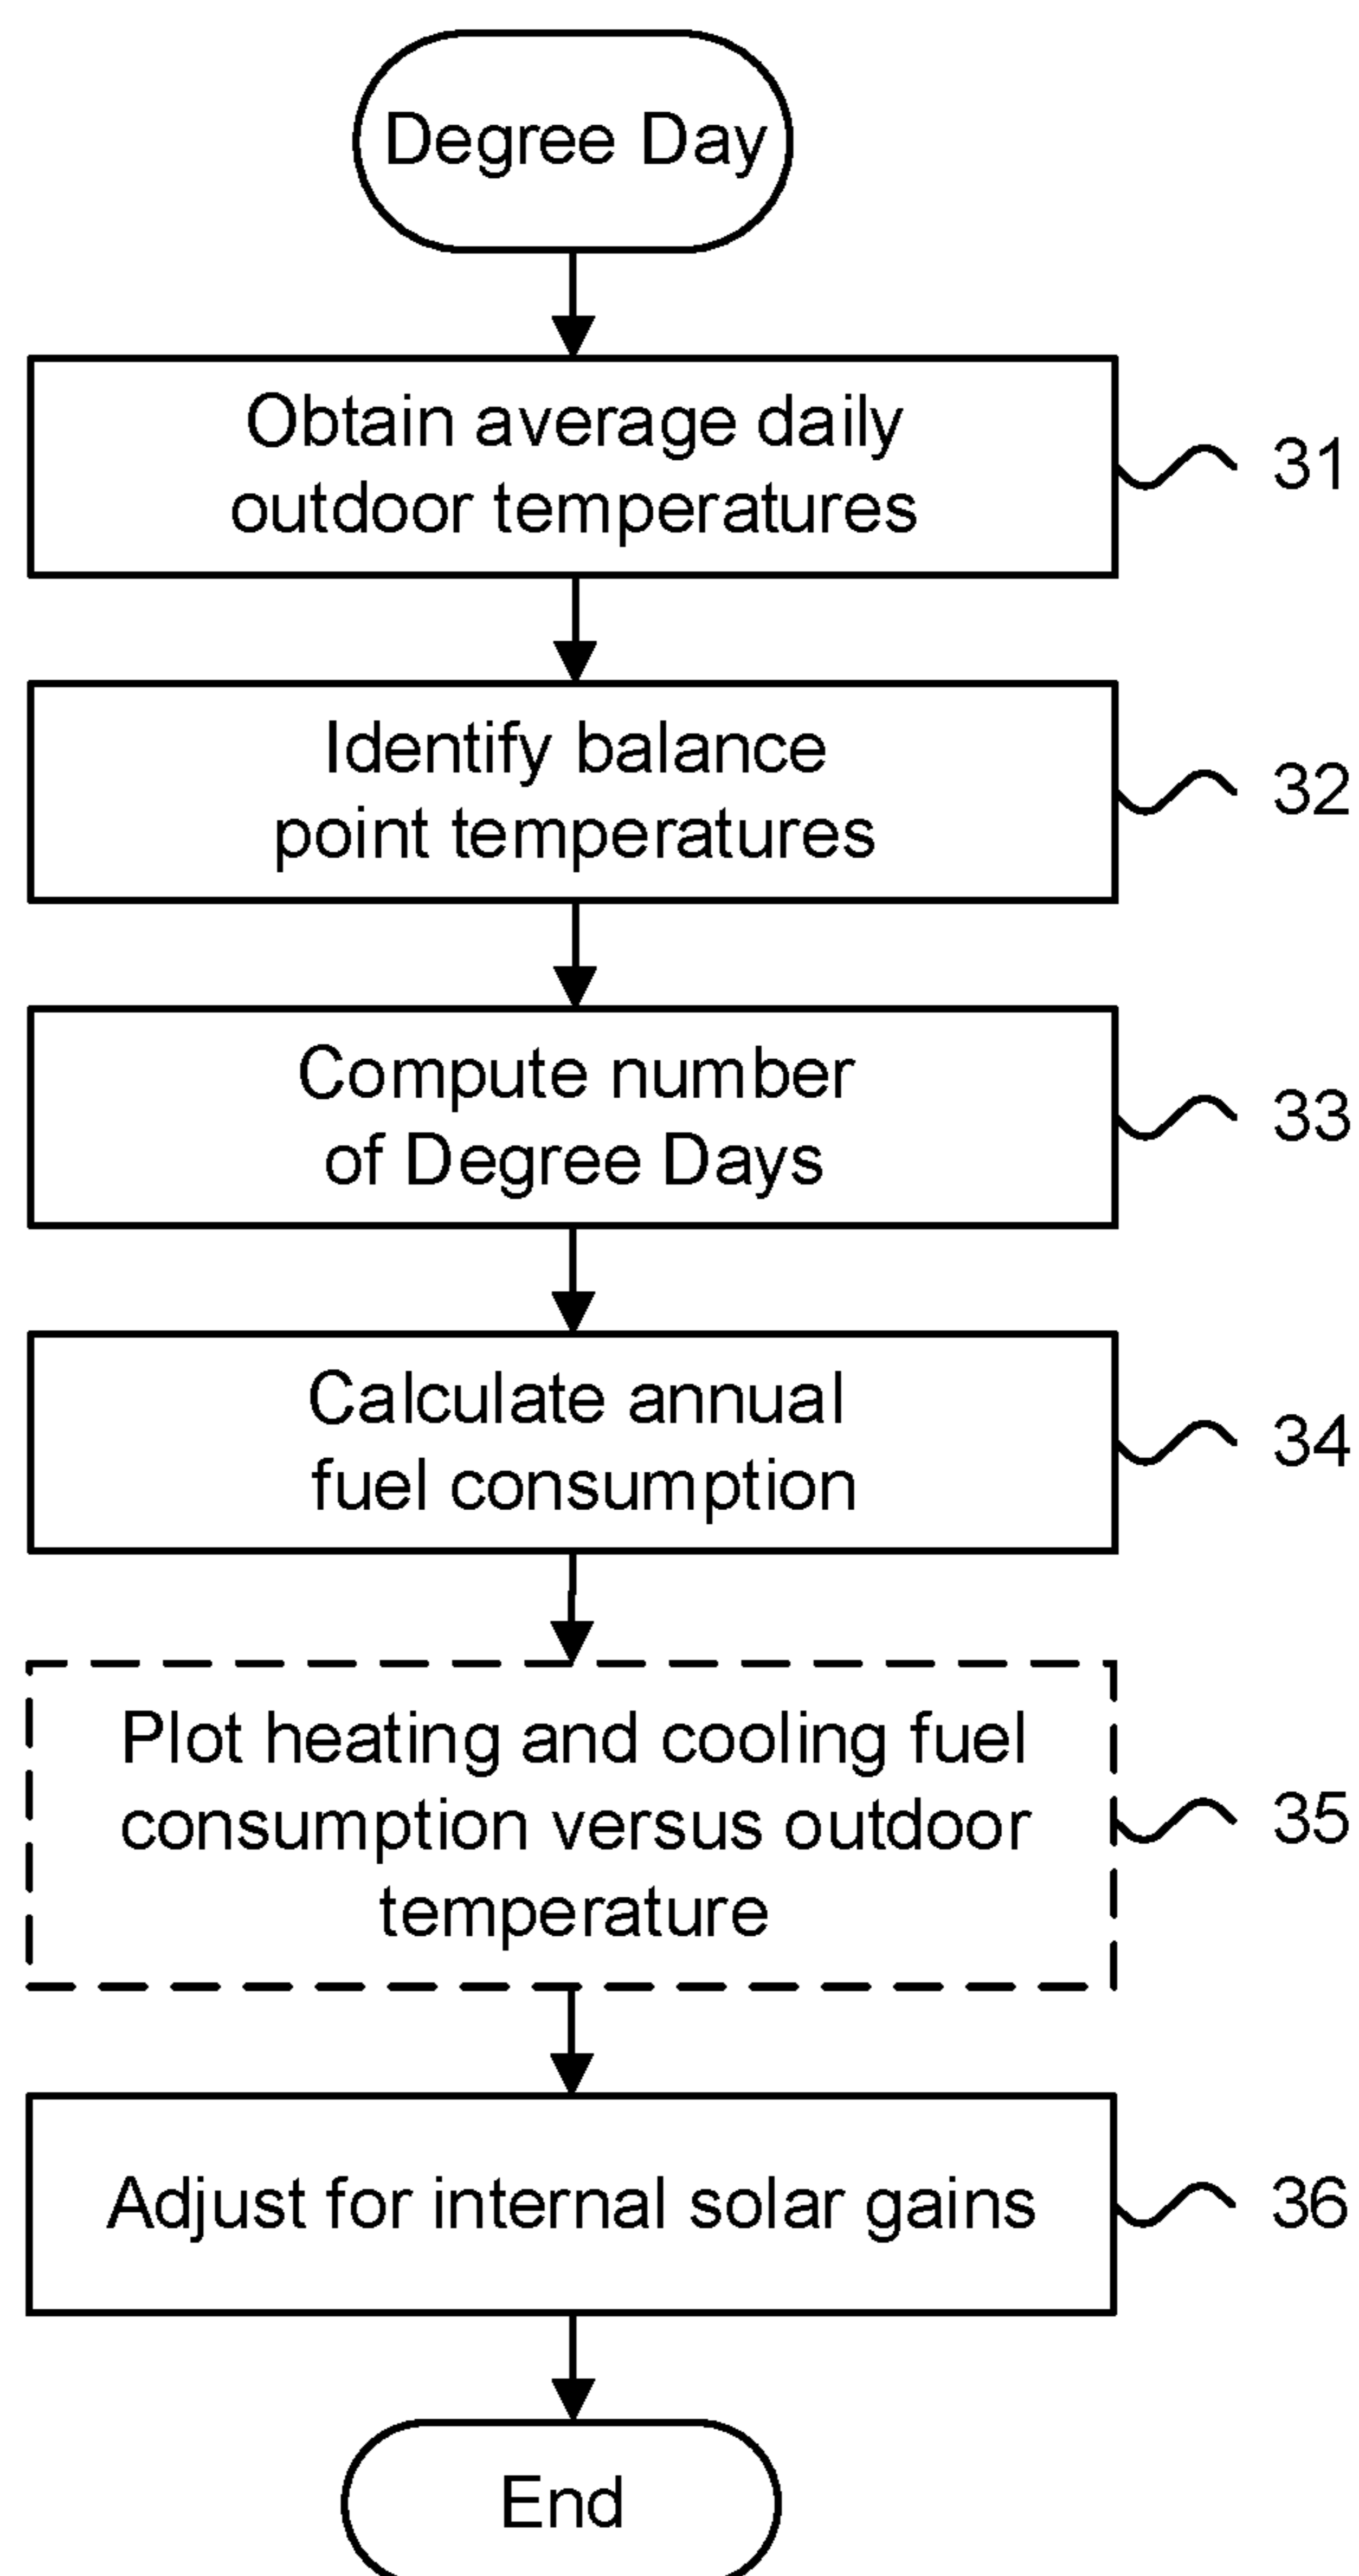 Degree Day
Obtain average daily
outdoor temperatures
31
Identify balance
point temperatures
32
Compute number
of Degree Days
33
Calculate annual
fuel consumption
34
Plot heating and cooling fuel
consumption versus outdoor
temperature
35
Adjust for internal solar gains
36
End